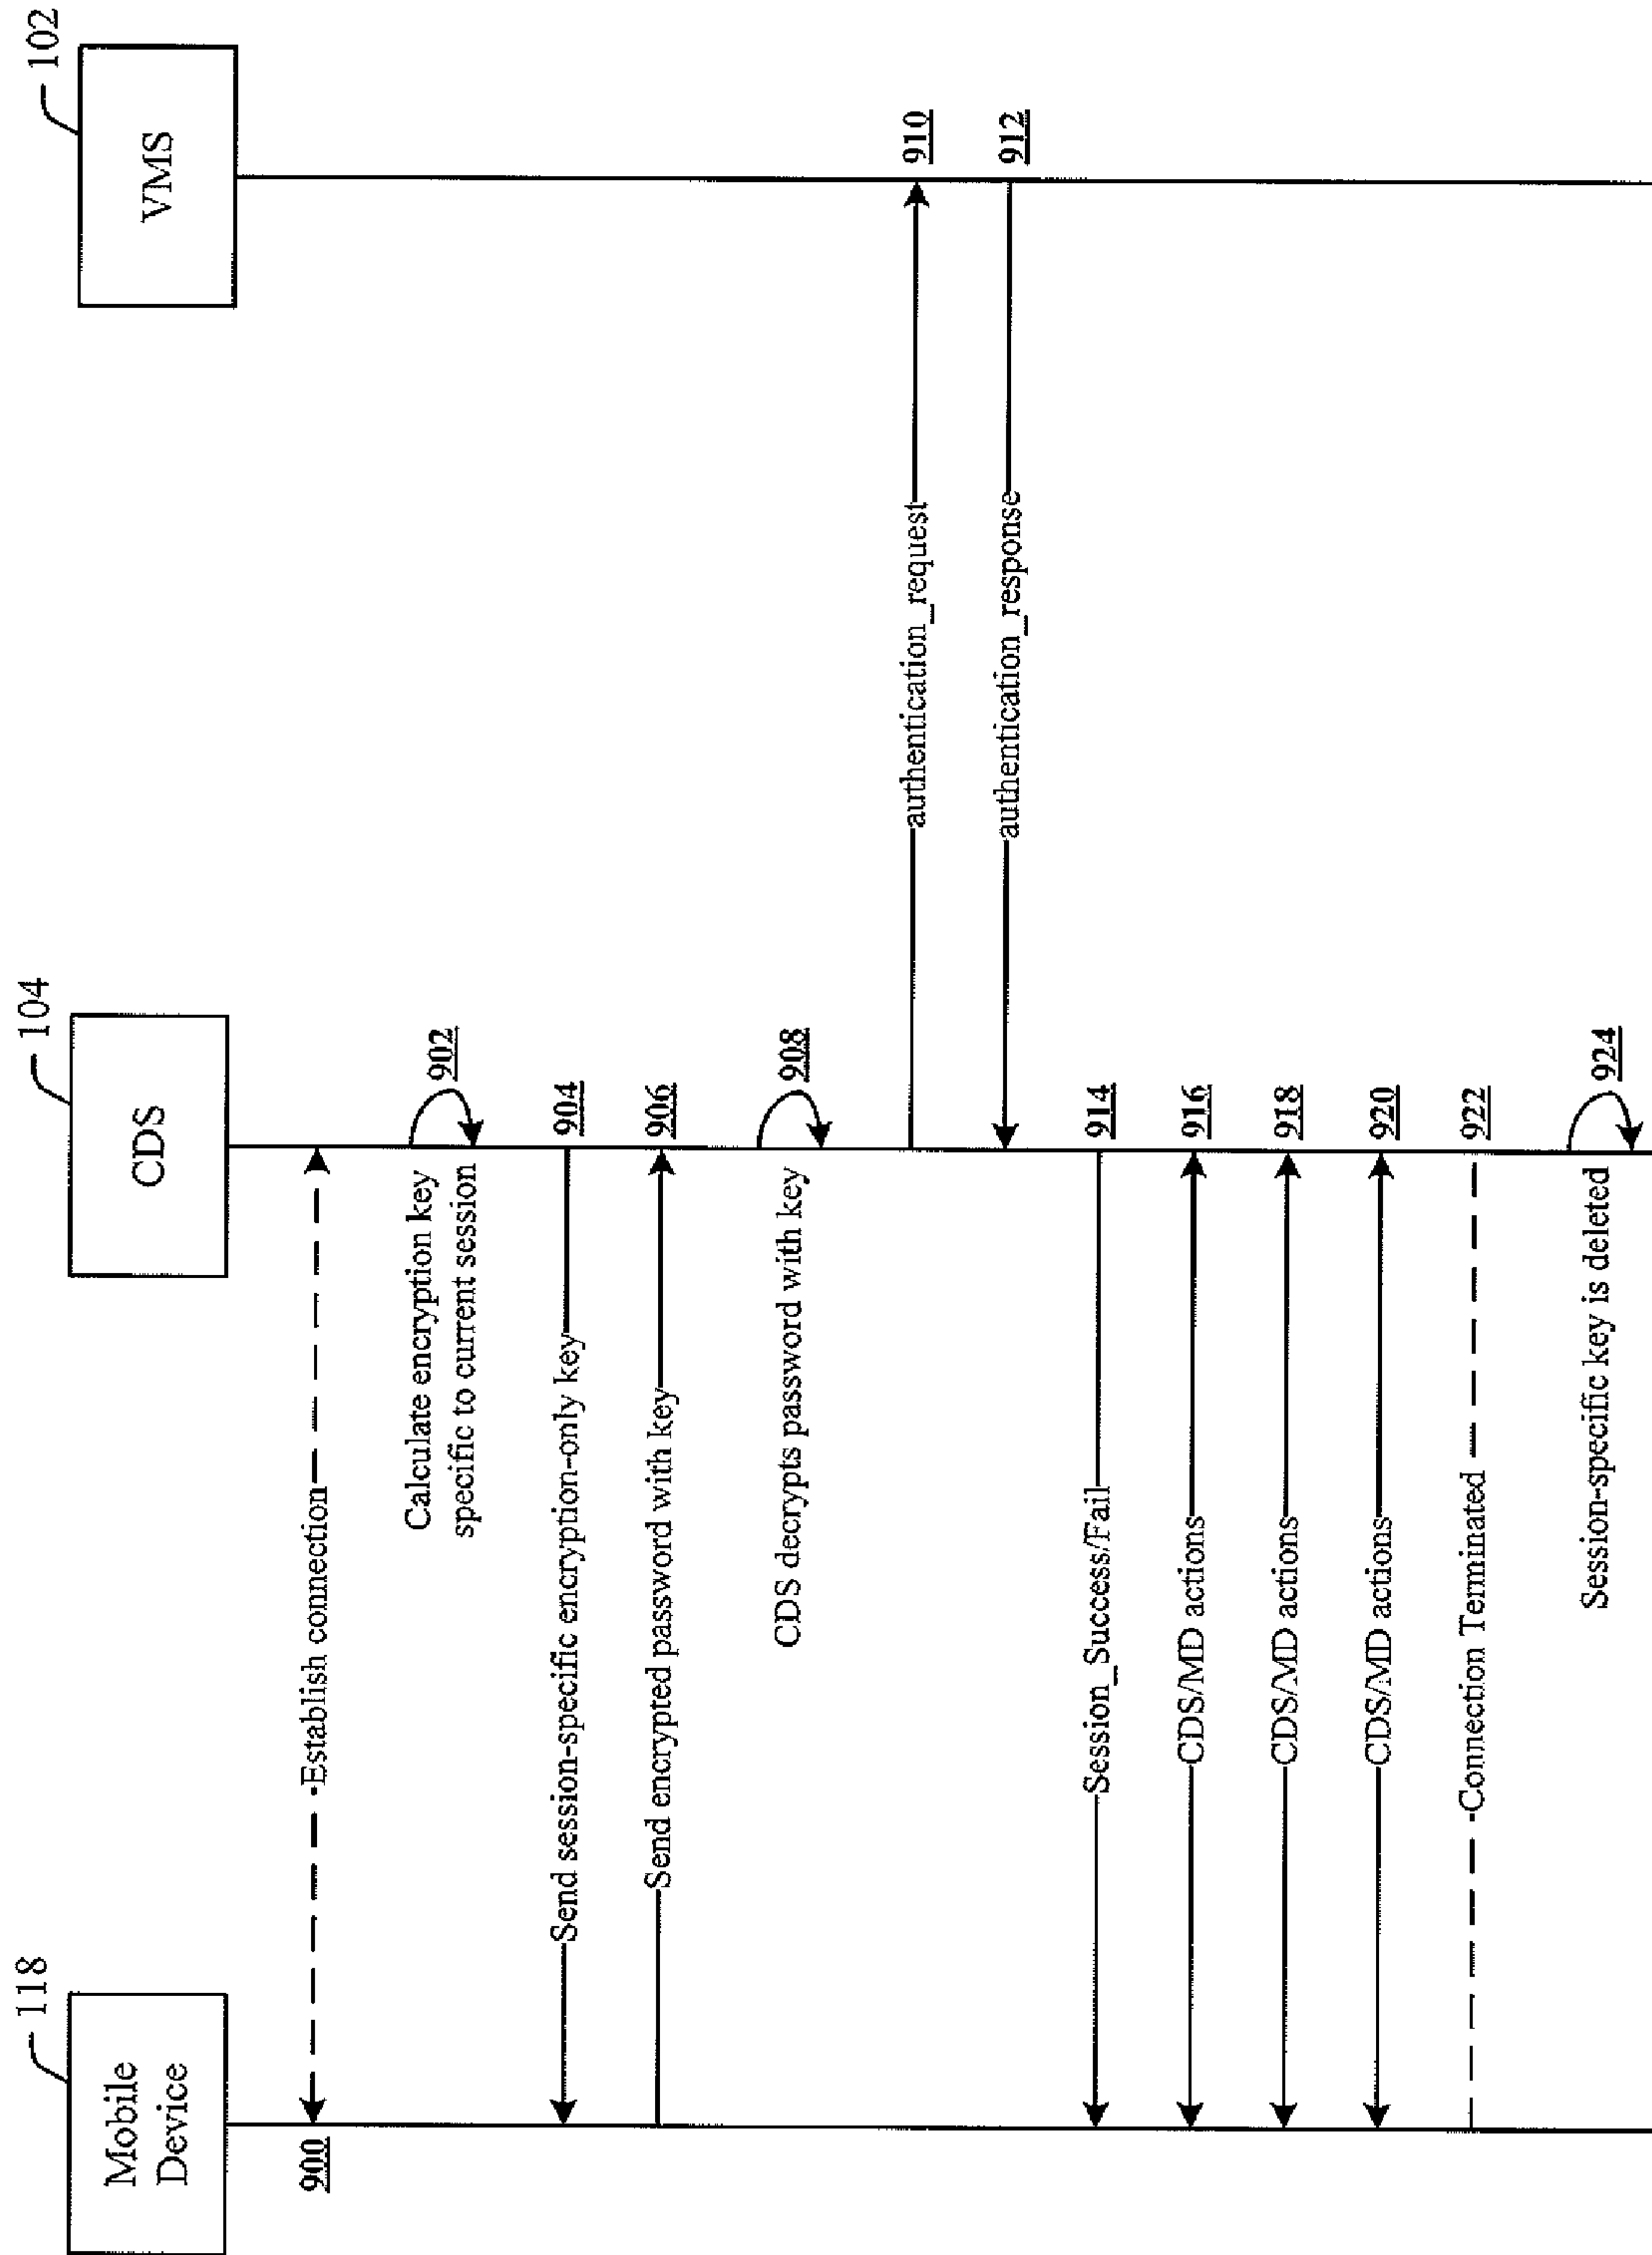 118
Mobile
Device
104
CDS
102
VMS
900
Establish connection
Calculate encryption key
specific to current session
902
Send session-specific encryption-only key
904
Send encrypted password with key
906
CDS decrypts password with key
908
authentication_request
910
authentication_response
912
Session_Success/Fail
914
CDS/MD actions
916
CDS/MD actions
918
CDS/MD actions
920
Connection Terminated
922
Session-specific key is deleted
924